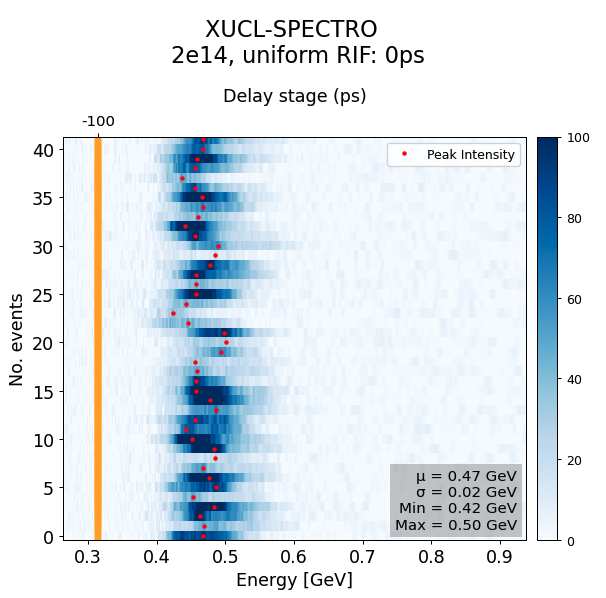 XUCL-SPECTRO
2e14, uniform RIF: 0ps
Delay stage (ps)
-100
Peak Intensity
No. events
40
35
30
25
20
15
10
5
0
100
80
60
40
20
0
μ = 0.47 GeV
σ = 0.02 GeV
Min = 0.42 GeV
Max = 0.50 GeV
0.3 0.4 0.5 0.6 0.7 0.8 0.9
Energy [GeV]